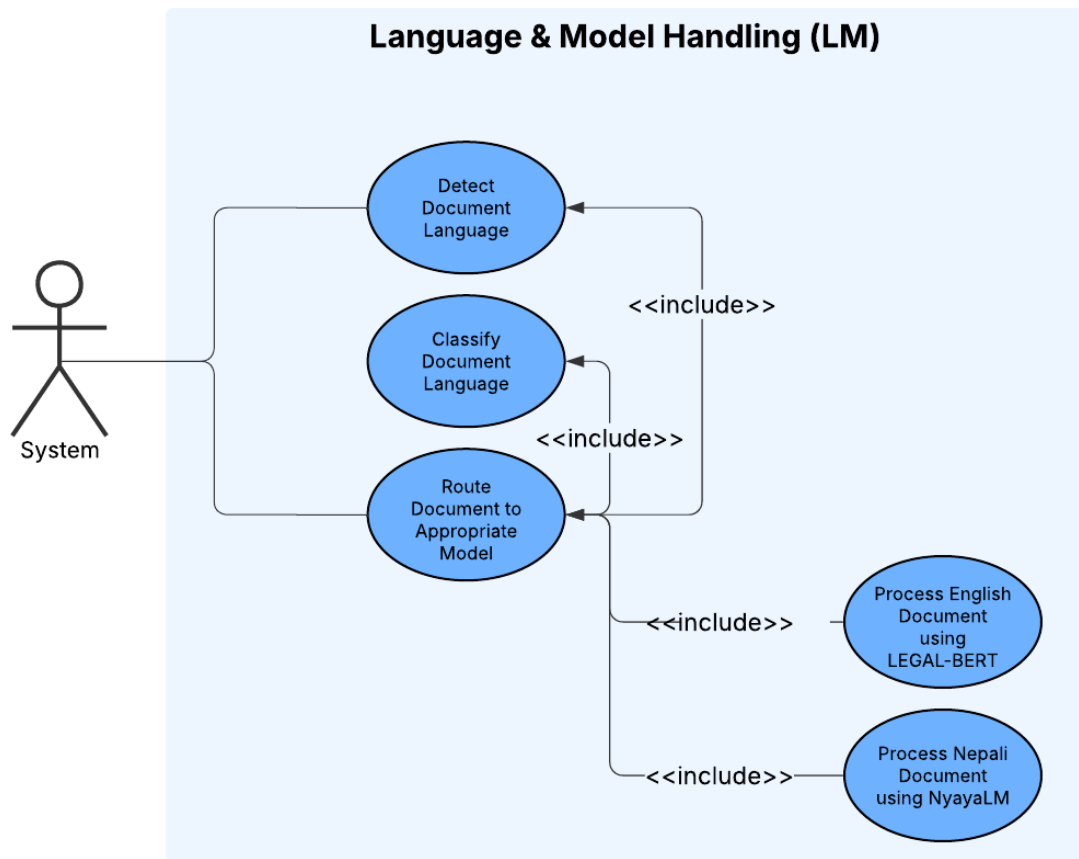 Language & Model Handling (LM)
Detect
Document
Language
<<include>>
Classify
Document
Language
<<include>>
System
Route
Document to
Appropriate
Model
Process English
Document
using
LEGAL-BERT
<<include>>
Process Nepali
Document
using NyayaLM
<<include>>